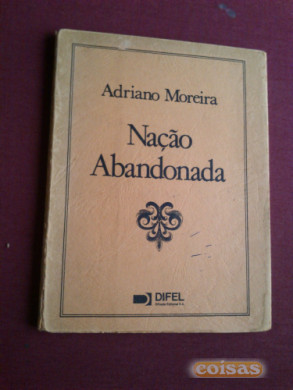 Adriano Moreira
Nação
Abandonada
DIFEL
coisas